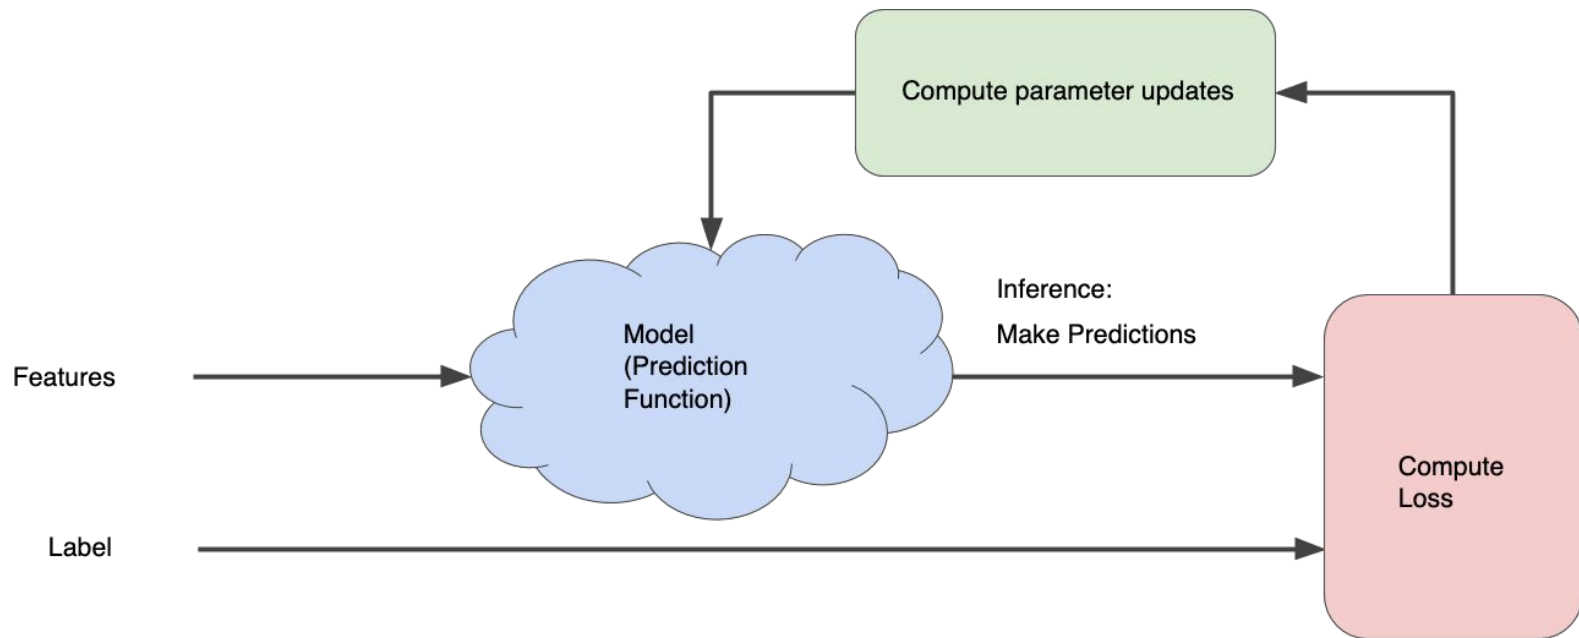 Compute parameter updates
Inference:
Make Predictions
Model
(Prediction
Function)
Features
Compute
Loss
Label